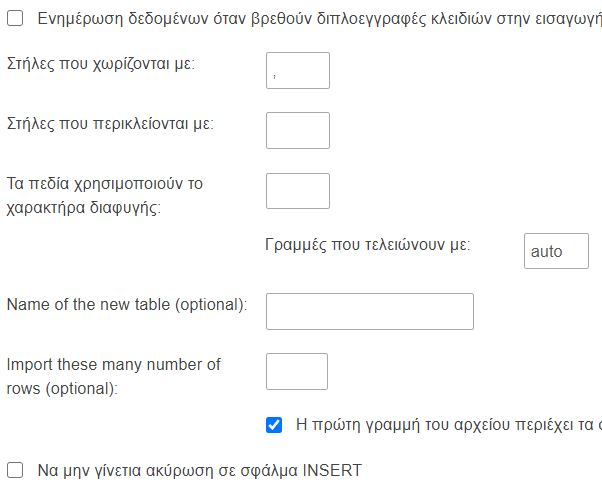 Ενημέρωση δεδομένων όταν βρεθούν διπλοεγγραφές κλειδιών στην εισαγωγή
Στήλες που χωρίζονται με: ,
Στήλες που περικλείονται με:
Τα πεδία χρησιμοποιούν το
χαρακτήρα διαφυγής:
Γραμμές που τελειώνουν με: auto
Name of the new table (optional):
Import these many number of
rows (optional):
Η πρώτη γραμμή του αρχείου περιέχει τα
Να μην γίνετια ακύρωση σε σφάλμα INSERT